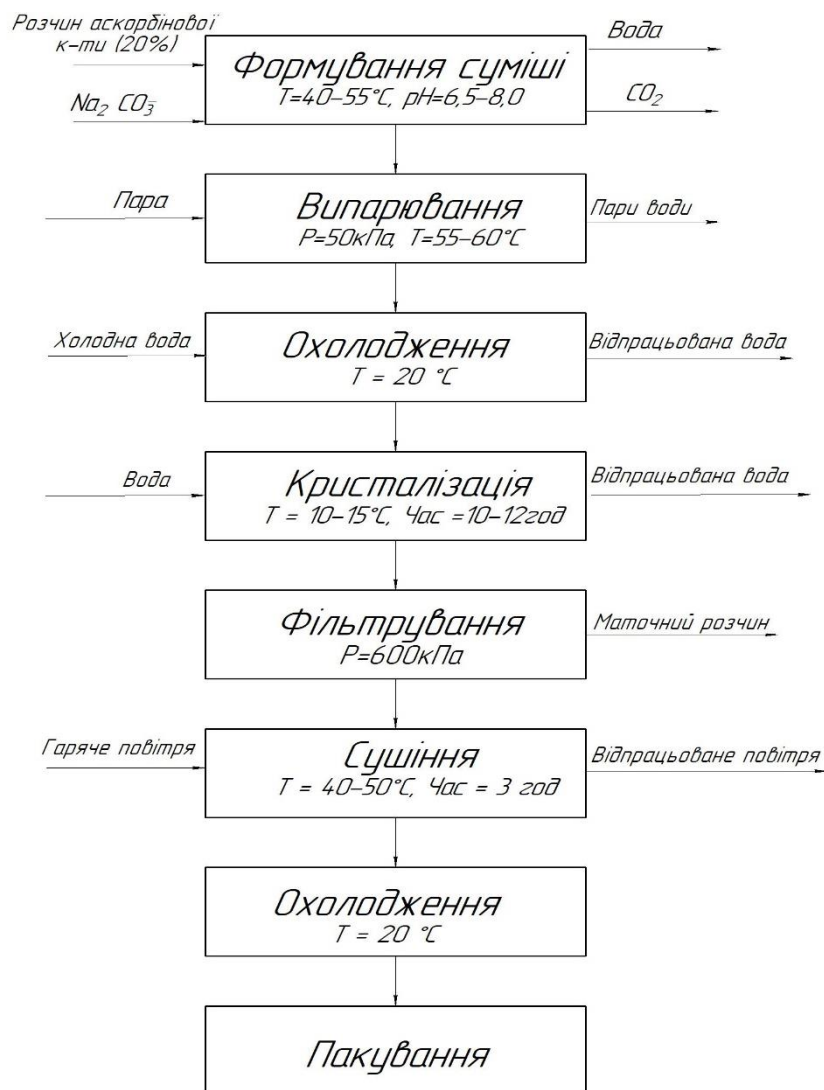 Розчин аскорбінової
к-ти (20%)
Na₂ CO₃
Формування суміші
T=40–55°C, pH=6,5–8,0
Вода
CO₂
Пара
Випарювання
P=50кПа, T=55–60°C
Пари води
Холодна вода
Охолодження
T = 20 °C
Відпрацьована вода
Вода
Кристалізація
T = 10–15°C, Час =10–12год
Відпрацьована вода
Фільтрування
P=600кПа
Маточний розчин
Гаряче повітря
Сушіння
T = 40–50°C, Час = 3 год
Відпрацьоване повітря
Охолодження
T = 20 °C
Пакування